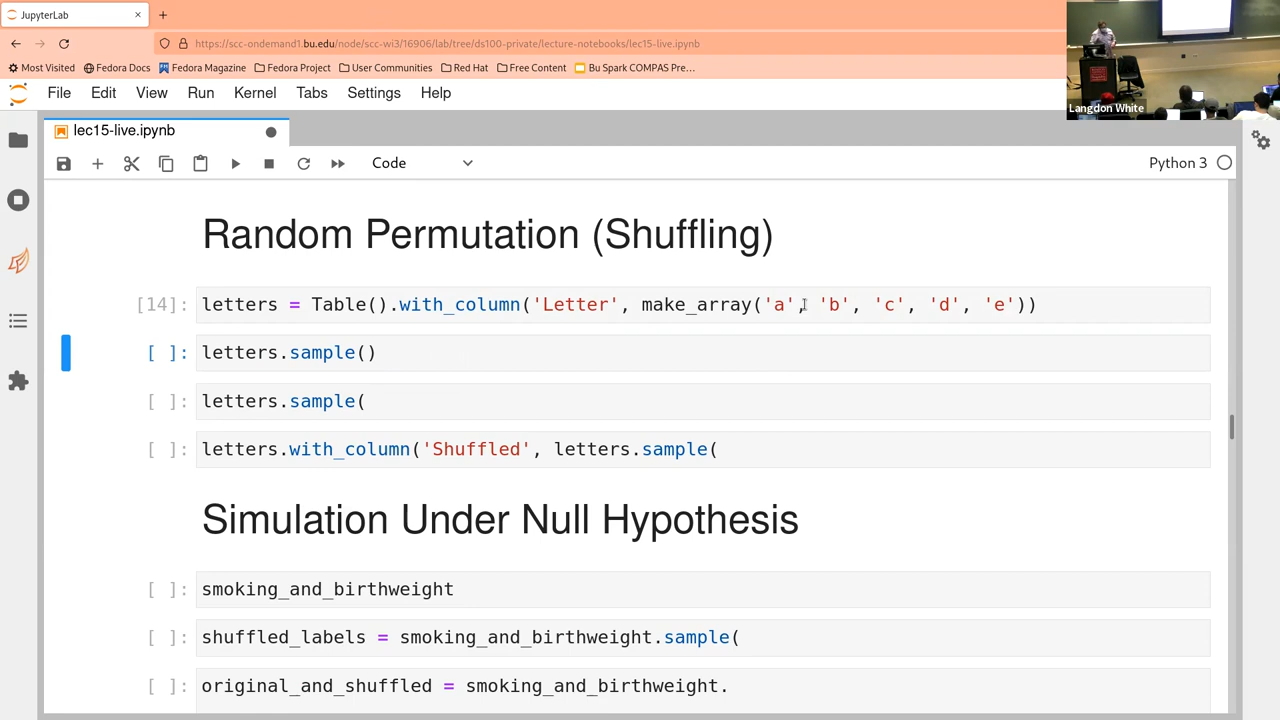 JupyterLab
https://scc-ondemand1.bu.edu/node/scc-wi3/16906/lab/tree/ds100-private/lecture-notebooks/lec15-live.ipynb
Most Visited Fedora Docs Fedora Magazine Fedora Project User Communities Red Hat Free Content Bu Spark COMPAS Pre…
Langdon White
File Edit View Run Kernel Tabs Settings Help
lec15-live.ipynb
Code Python 3
Random Permutation (Shuffling)
[14]: letters = Table().with_column('Letter', make_array('a', 'b', 'c', 'd', 'e'))
[ ]: letters.sample()
[ ]: letters.sample(
[ ]: letters.with_column('Shuffled', letters.sample(
Simulation Under Null Hypothesis
[ ]: smoking_and_birthweight
[ ]: shuffled_labels = smoking_and_birthweight.sample(
[ ]: original_and_shuffled = smoking_and_birthweight.